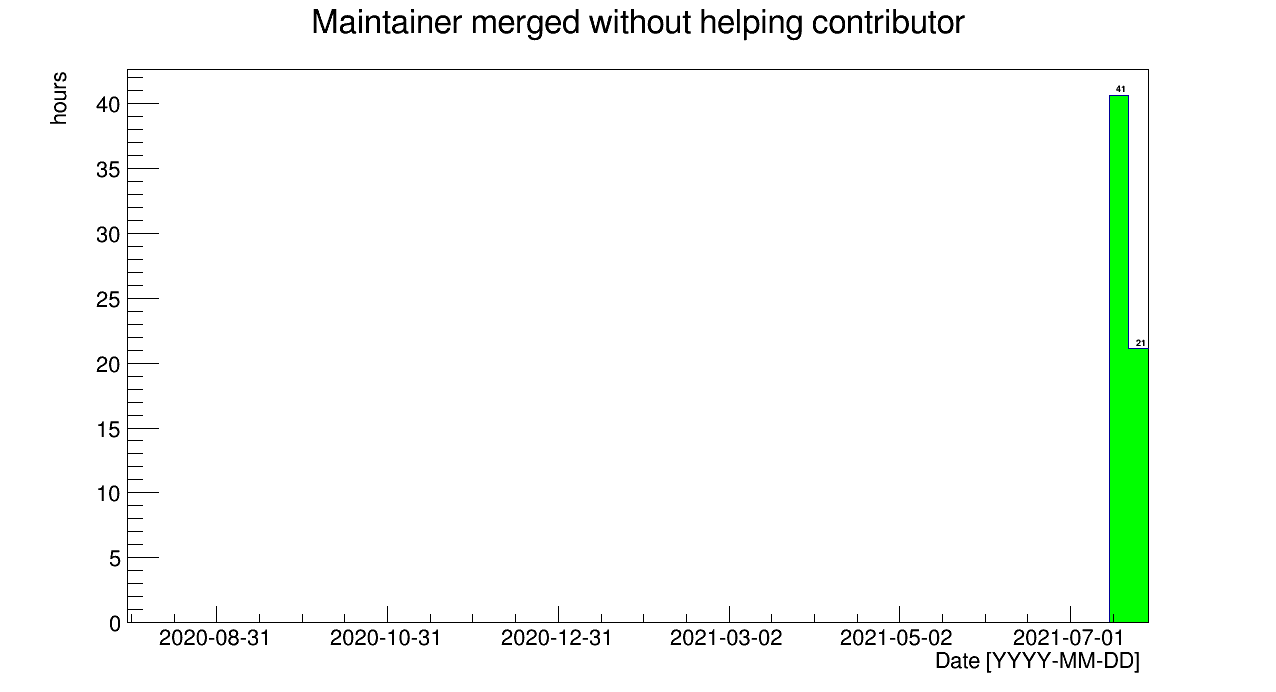 Maintainer merged without helping contributor
hours
40
35
30
25
20
15
10
5
0
41
21
2020-08-31 2020-10-31 2020-12-31 2021-03-02 2021-05-02 2021-07-01
Date [YYYY-MM-DD]